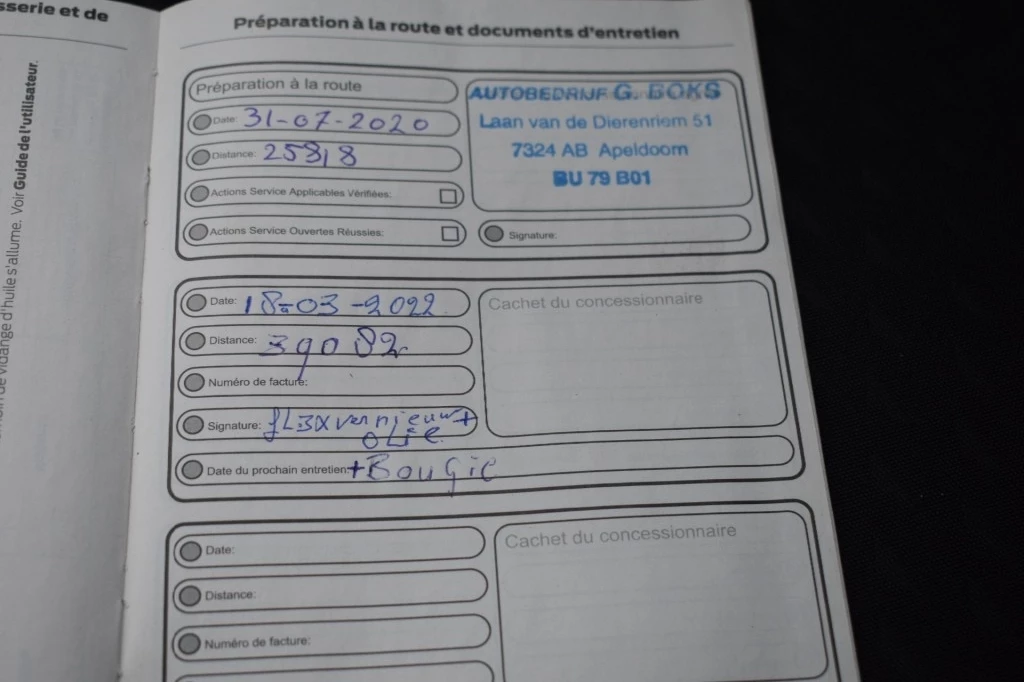 sserie et de
d'huile s'allume. Voir Guide de l'utilisateur.
Préparation à la route et documents d'entretien
Préparation à la route
Date: 31-07-2020
Distance: 25818
Actions Service Applicables Vérifiées:
Actions Service Ouvertes Réussies:
AUTOBEDRIJF G. BOKS
Laan van de Dierenriem 51
7324 AB Apeldoorn
BU 79 B01
Signature:
Date: 18-03-2022
Distance: 39082
Numéro de facture:
Signature: vernieuw+
OLiE
Date du prochain entretien: +Bougie
Cachet du concessionnaire
Date:
Distance:
Numéro de facture:
Cachet du concessionnaire